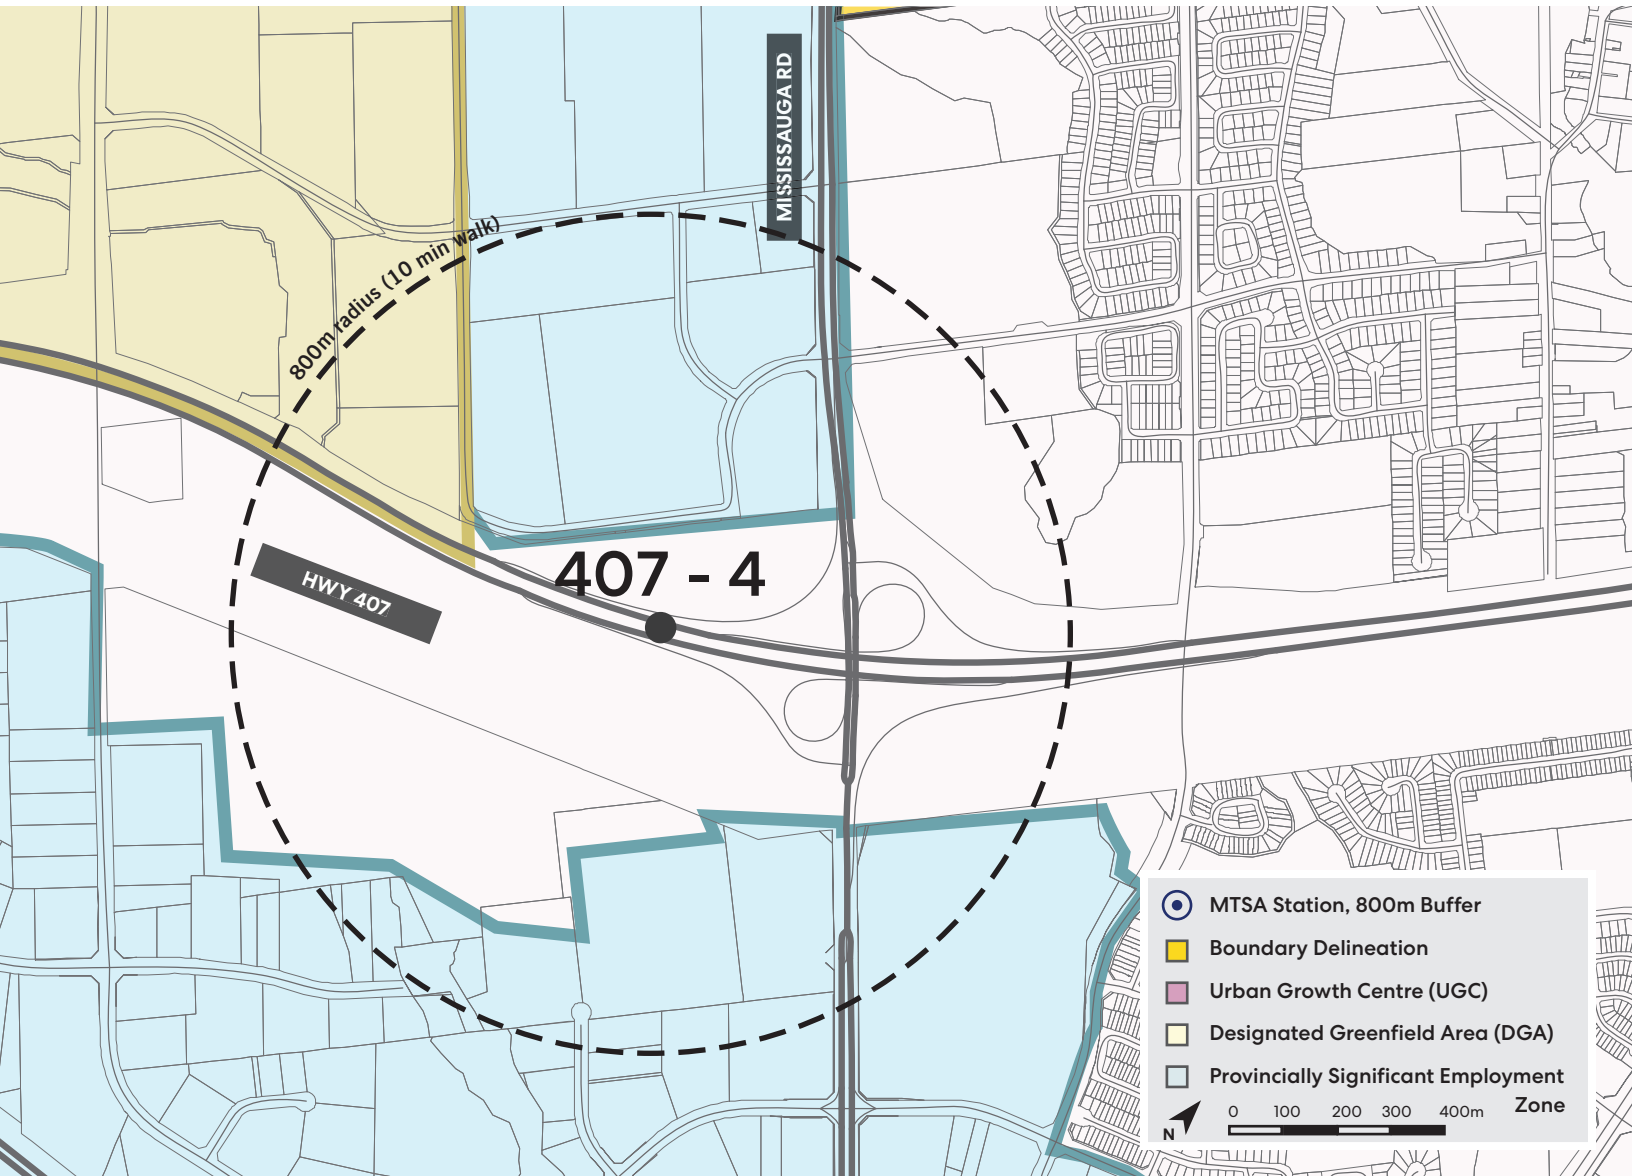 MISSISSAUGA RD
800m radius (10 min walk)
407 - 4
HWY 407
MTSA Station, 800m Buffer
Boundary Delineation
Urban Growth Centre (UGC)
Designated Greenfield Area (DGA)
Provincially Significant Employment
Zone
0 100 200 300 400m
N